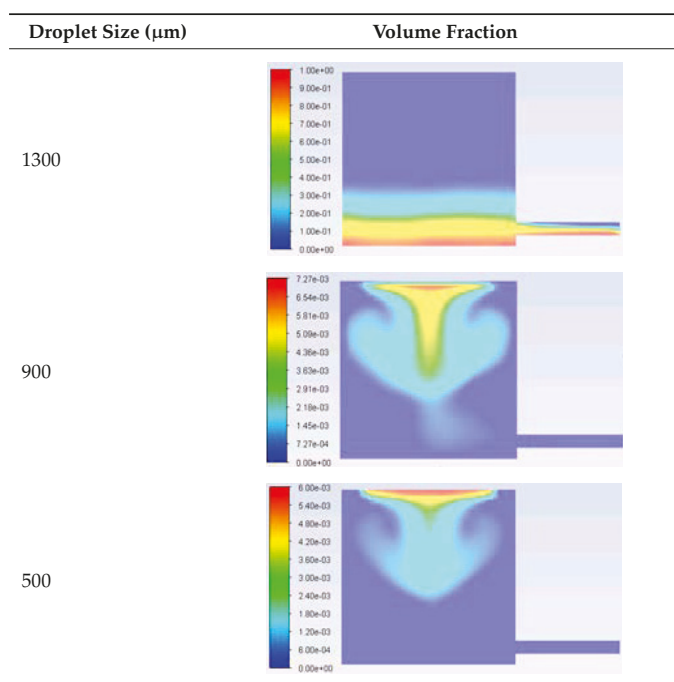 Droplet Size (μm) Volume Fraction
1300
1.00e+00
9.00e-01
8.00e-01
7.00e-01
6.00e-01
5.00e-01
4.00e-01
3.00e-01
2.00e-01
1.00e-01
0.00e+00
900
7.27e-03
6.54e-03
5.81e-03
5.09e-03
4.36e-03
3.63e-03
2.91e-03
2.18e-03
1.45e-03
7.27e-04
0.00e+00
500
6.00e-03
5.40e-03
4.80e-03
4.20e-03
3.60e-03
3.00e-03
2.40e-03
1.80e-03
1.20e-03
6.00e-04
0.00e+00